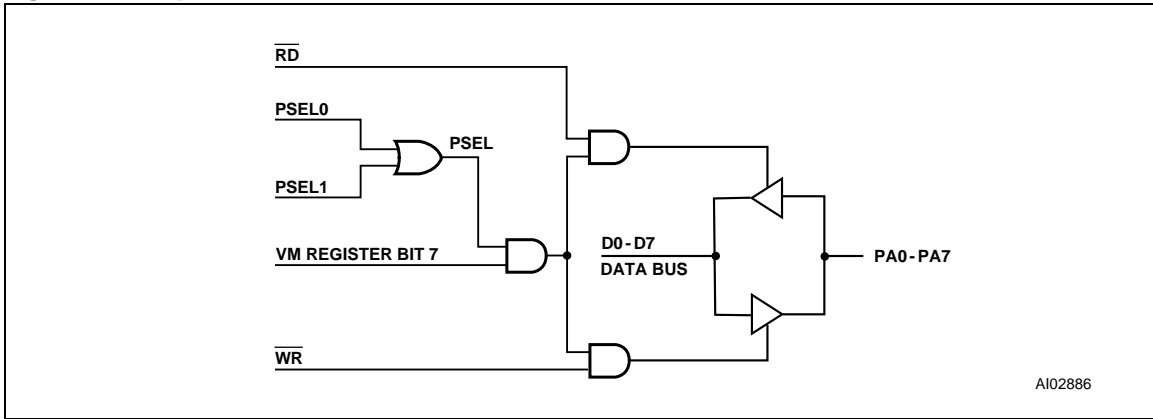 RD
PSEL0
PSEL
PSEL1
VM REGISTER BIT 7
D0 - D7
DATA BUS
PA0 - PA7
WR
AI02886